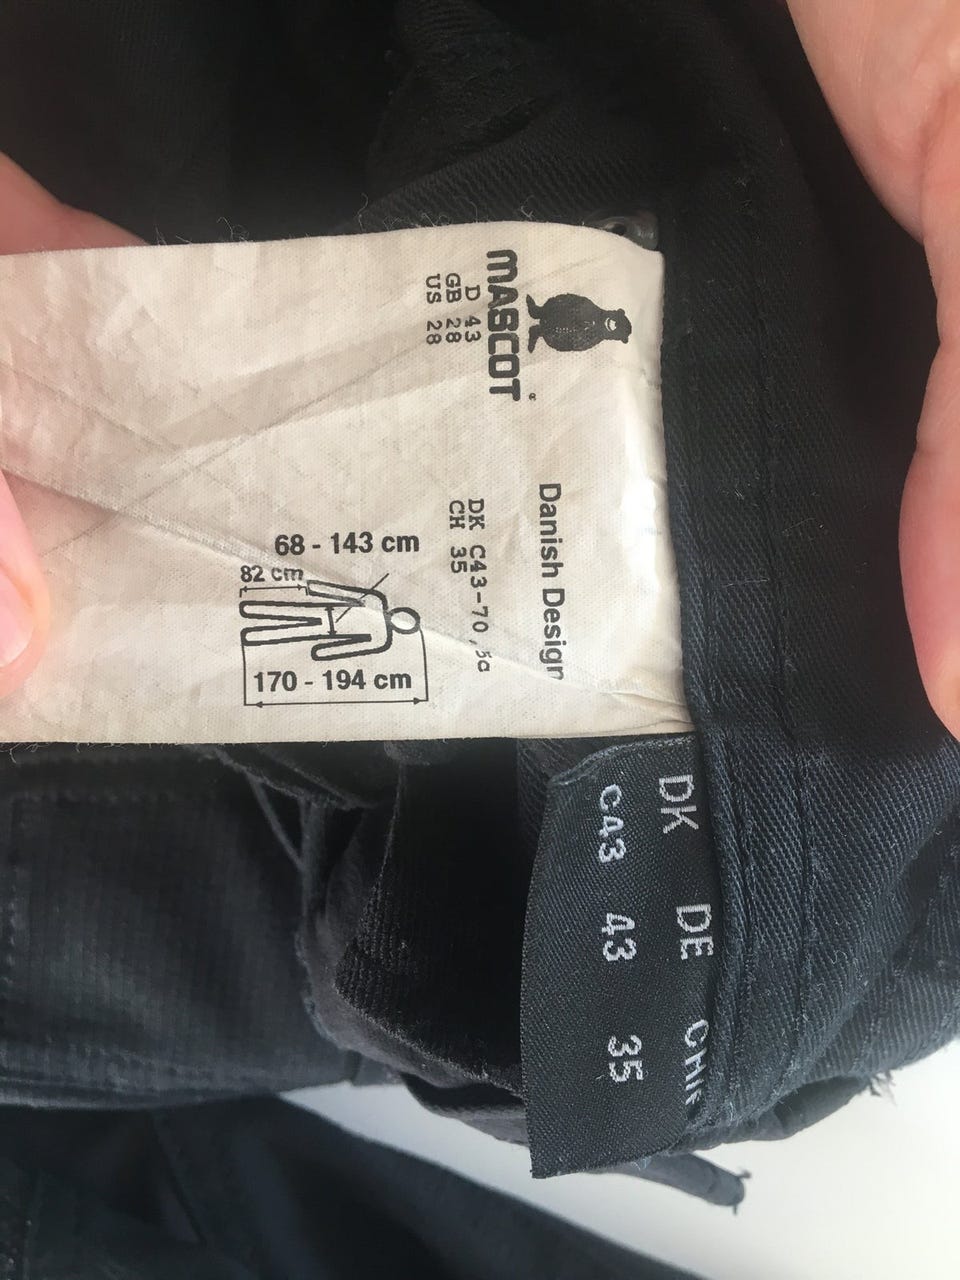 MASCOT®
Danish Design
D 43
GB 28
US 28
DK C43-70,5a
CH 35
68 - 143 cm
82 cm
170 - 194 cm
DK DE
C43 43 35